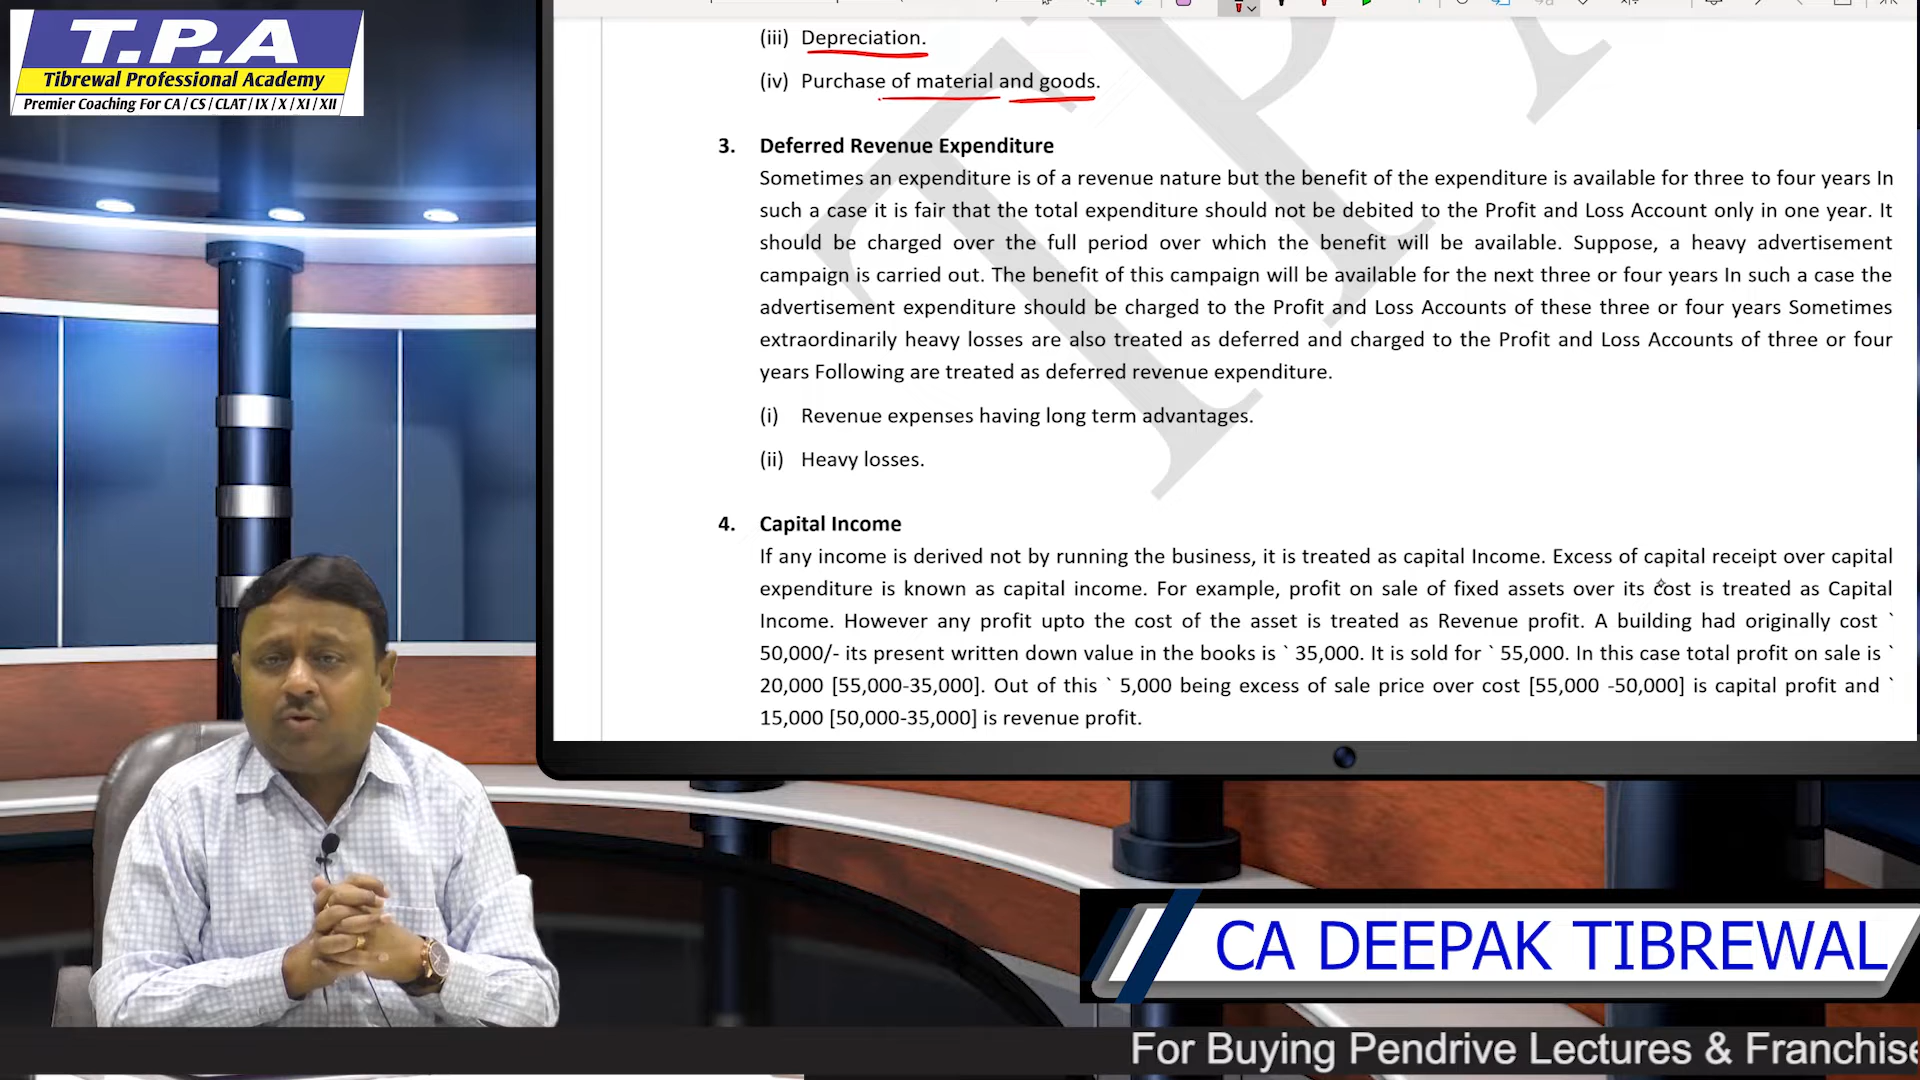 T.P.A
Tibrewal Professional Academy
Premier Coaching For CA / CS / CLAT / IX / X / XI / XII
(iii) Depreciation.
(iv) Purchase of material and goods.
3. Deferred Revenue Expenditure
Sometimes an expenditure is of a revenue nature but the benefit of the expenditure is available for three to four years In
such a case it is fair that the total expenditure should not be debited to the Profit and Loss Account only in one year. It
should be charged over the full period over which the benefit will be available. Suppose, a heavy advertisement
campaign is carried out. The benefit of this campaign will be available for the next three or four years In such a case the
advertisement expenditure should be charged to the Profit and Loss Accounts of these three or four years Sometimes
extraordinarily heavy losses are also treated as deferred and charged to the Profit and Loss Accounts of three or four
years Following are treated as deferred revenue expenditure.
(i) Revenue expenses having long term advantages.
(ii) Heavy losses.
4. Capital Income
If any income is derived not by running the business, it is treated as capital Income. Excess of capital receipt over capital
expenditure is known as capital income. For example, profit on sale of fixed assets over its cost is treated as Capital
Income. However any profit upto the cost of the asset is treated as Revenue profit. A building had originally cost `
50,000/- its present written down value in the books is ` 35,000. It is sold for ` 55,000. In this case total profit on sale is `
20,000 [55,000-35,000]. Out of this ` 5,000 being excess of sale price over cost [55,000 -50,000] is capital profit and `
15,000 [50,000-35,000] is revenue profit.
CA DEEPAK TIBREWAL
For Buying Pendrive Lectures & Franchise